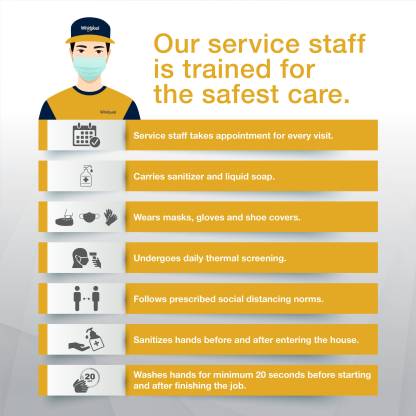 Whirlpool
Our service staff
is trained for
the safest care.
Whirlpool
Service staff takes appointment for every visit.
Carries sanitizer and liquid soap.
Wears masks, gloves and shoe covers.
Undergoes daily thermal screening.
Follows prescribed social distancing norms.
Sanitizes hands before and after entering the house.
20
Washes hands for minimum 20 seconds before starting
and after finishing the job.